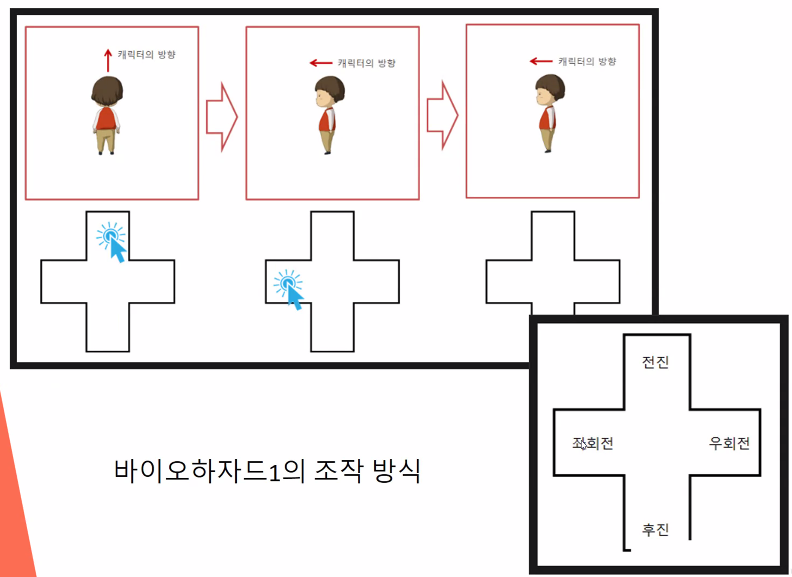 캐릭터의 방향
캐릭터의 방향
캐릭터의 방향
전진
좌회전
우회전
후진
바이오하자드1의 조작 방식